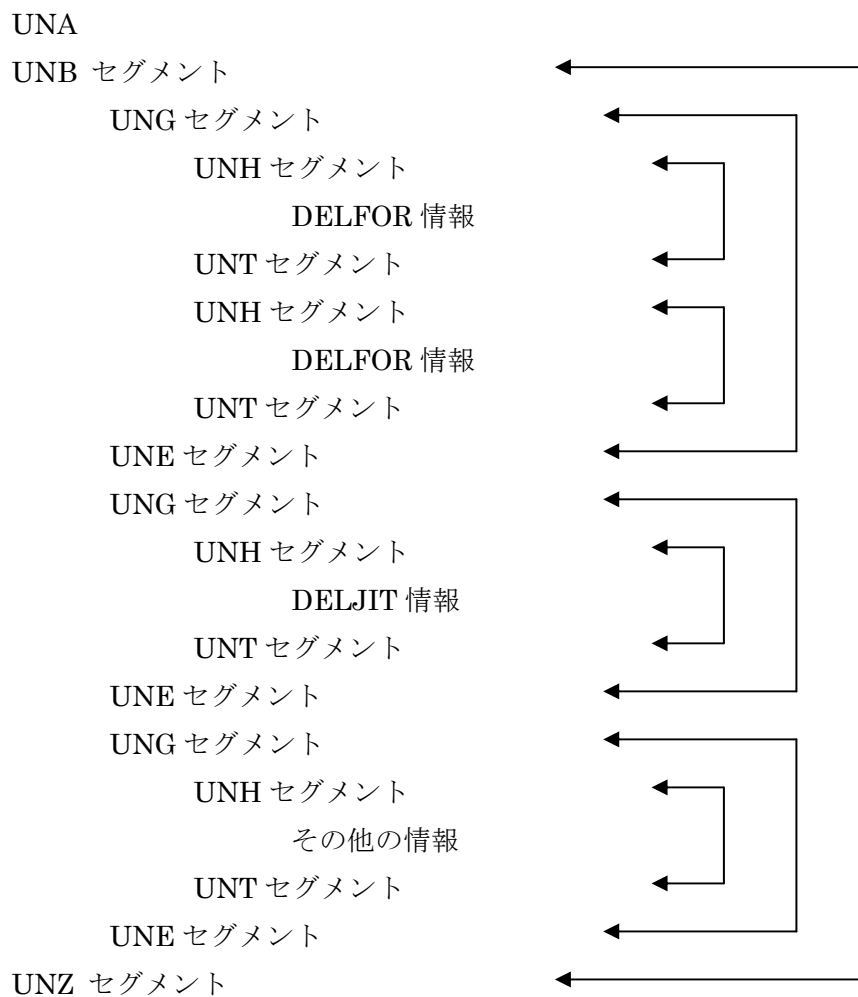 UNA
UNB セグメント
UNG セグメント
UNH セグメント
DELFOR 情報
UNT セグメント
UNH セグメント
DELFOR 情報
UNT セグメント
UNE セグメント
UNG セグメント
UNH セグメント
DELJIT 情報
UNT セグメント
UNE セグメント
UNG セグメント
UNH セグメント
その他の情報
UNT セグメント
UNE セグメント
UNZ セグメント